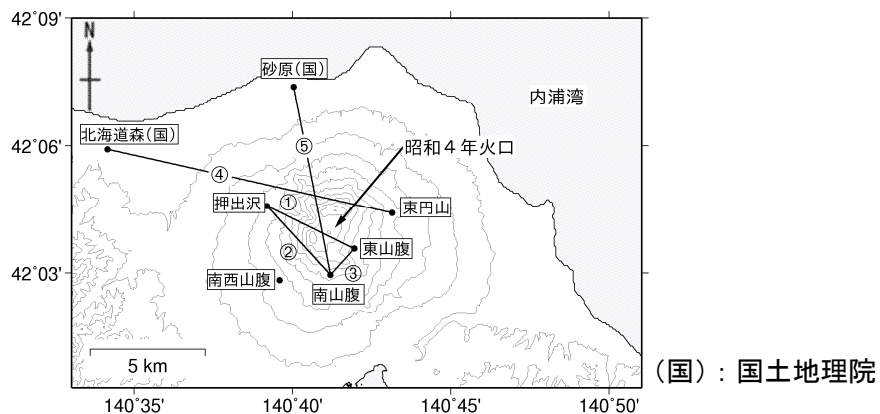 42°09′
N
砂原(国)
内浦湾
42°06′
北海道森(国)
⑤
昭和４年火口
④
押出沢
①
東円山
②
東山腹
42°03′
南西山腹
③
南山腹
5 km
（国）：国土地理院
140°35′
140°40′
140°45′
140°50′